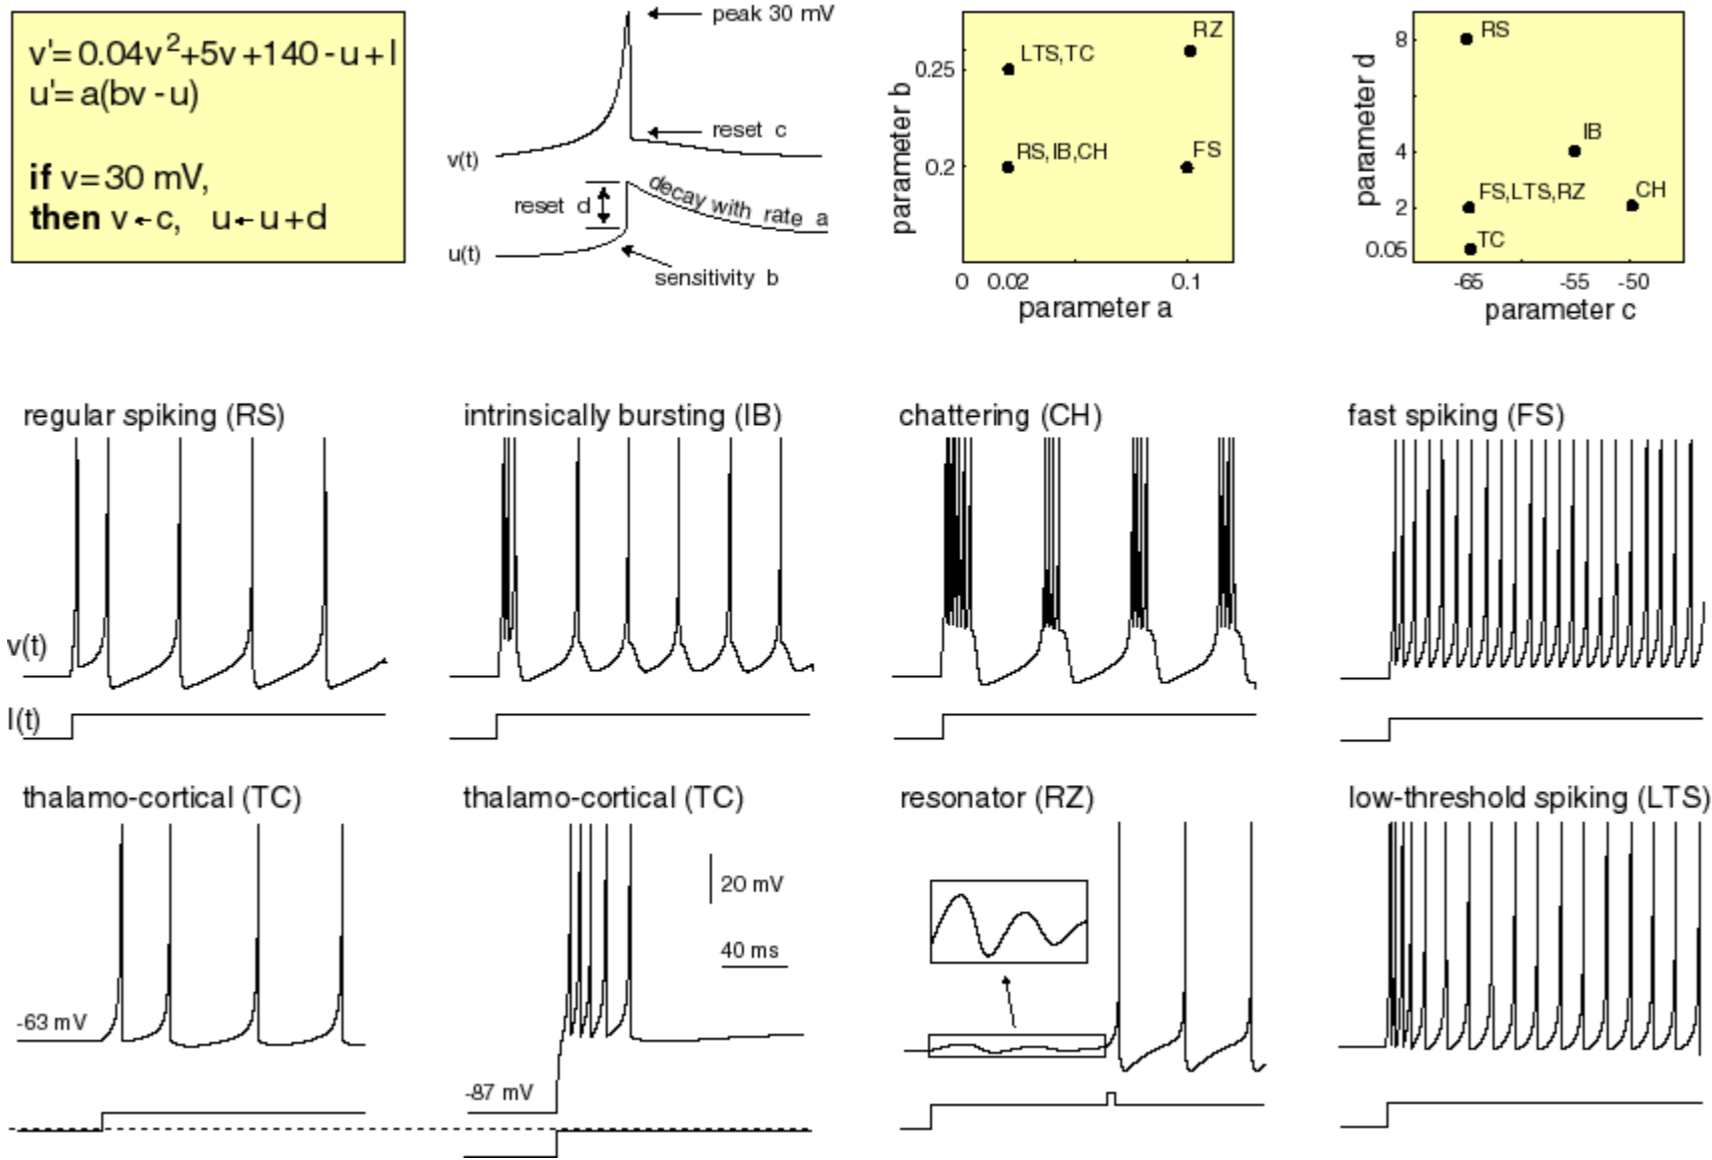 v'= 0.04v²+5v+140 - u + I
u'= a(bv - u)
if v= 30 mV,
then v←c, u←u+d
peak 30 mV
reset c
v(t)
reset d
decay with rate a
u(t)
sensitivity b
parameter b
0.25
0.2
LTS,TC
RZ
RS,IB,CH
FS
0 0.02 0.1
parameter a
parameter d
8
4
2
0.05
RS
IB
FS,LTS,RZ
CH
TC
-65 -55 -50
parameter c
regular spiking (RS)
intrinsically bursting (IB)
chattering (CH)
fast spiking (FS)
v(t)
I(t)
thalamo-cortical (TC)
thalamo-cortical (TC)
resonator (RZ)
low-threshold spiking (LTS)
-63 mV
-87 mV
20 mV
40 ms